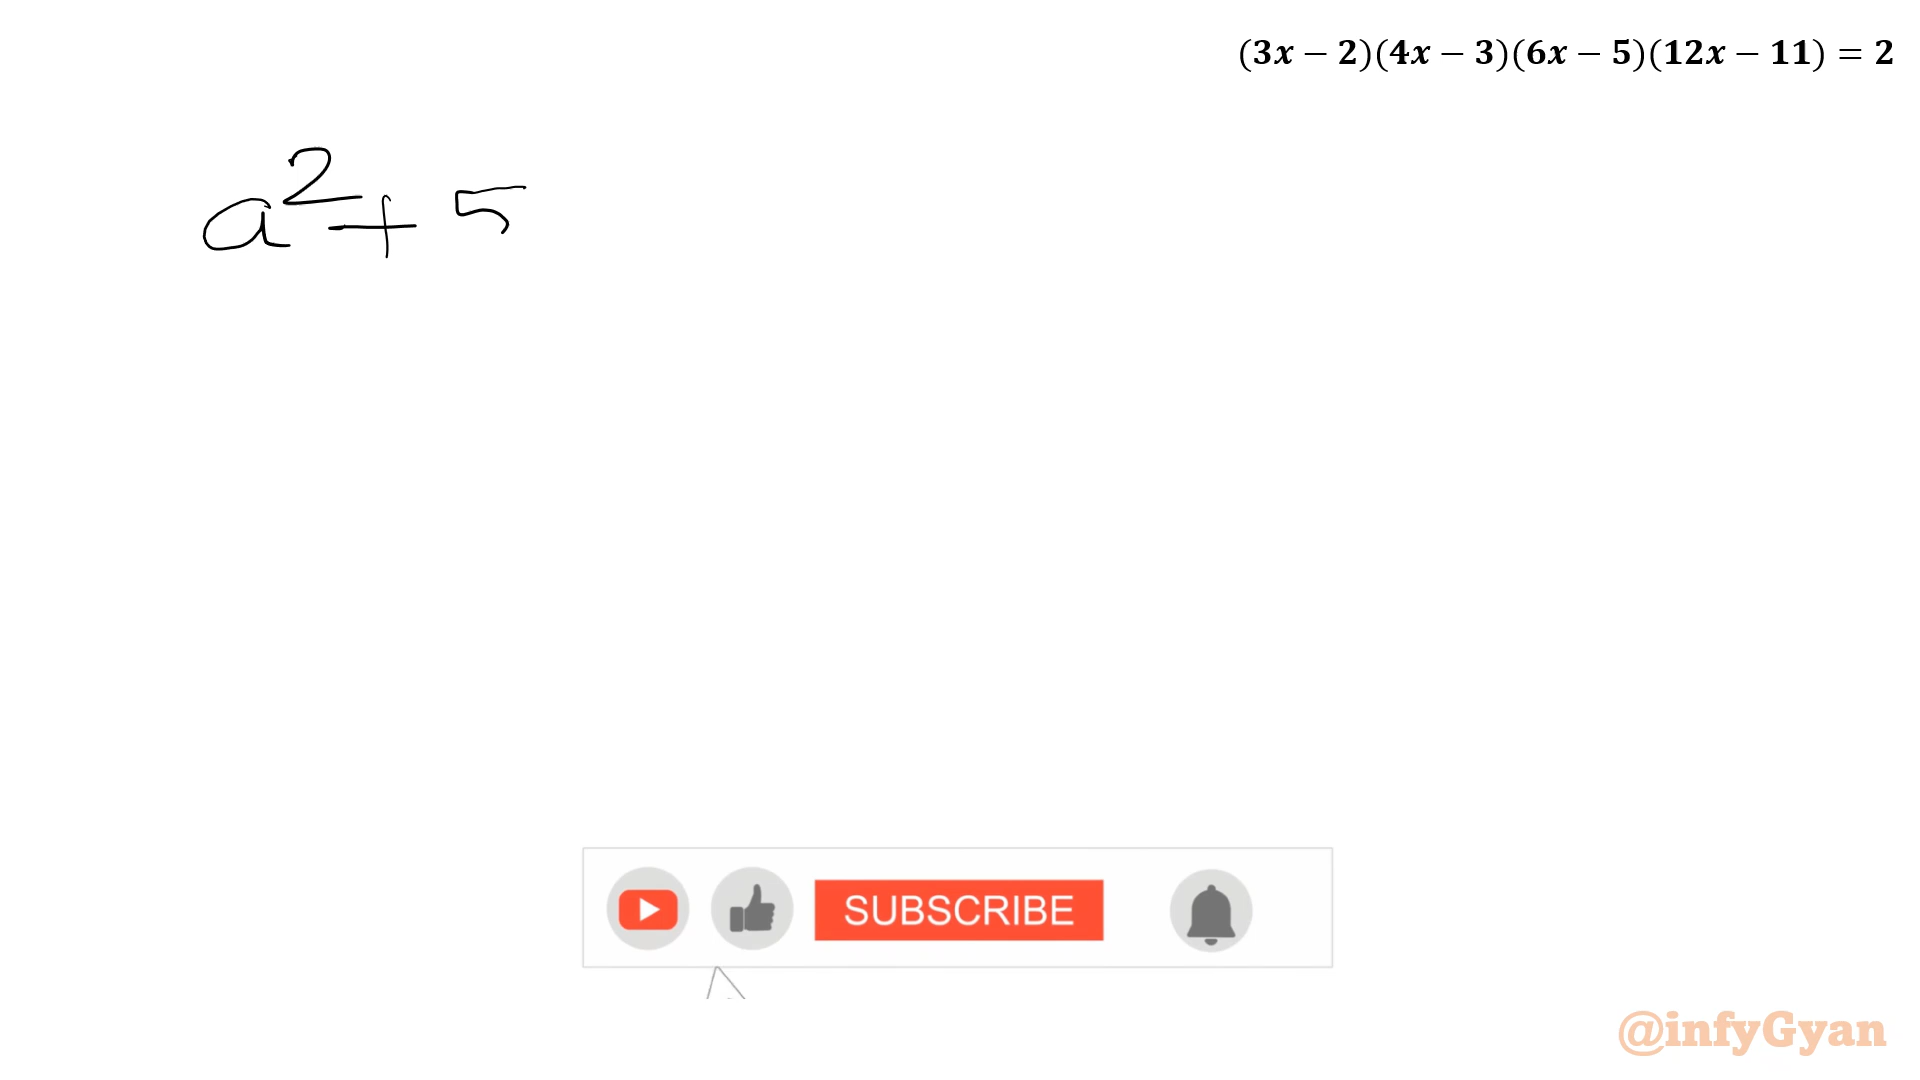 (3x − 2)(4x − 3)(6x − 5)(12x − 11) = 2
a² + 5
SUBSCRIBE
@infyGyan